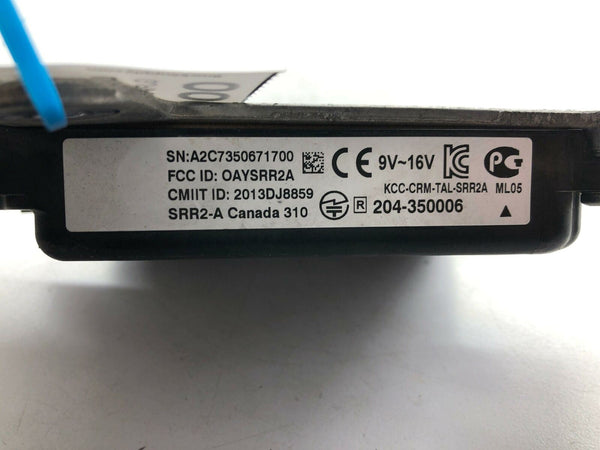 SN:A2C7350671700
FCC ID: OAYSRR2A
CMIIT ID: 2013DJ8859
SRR2-A Canada 310
CE 9V~16V
KCC-CRM-TAL-SRR2A ML05
R 204-350006